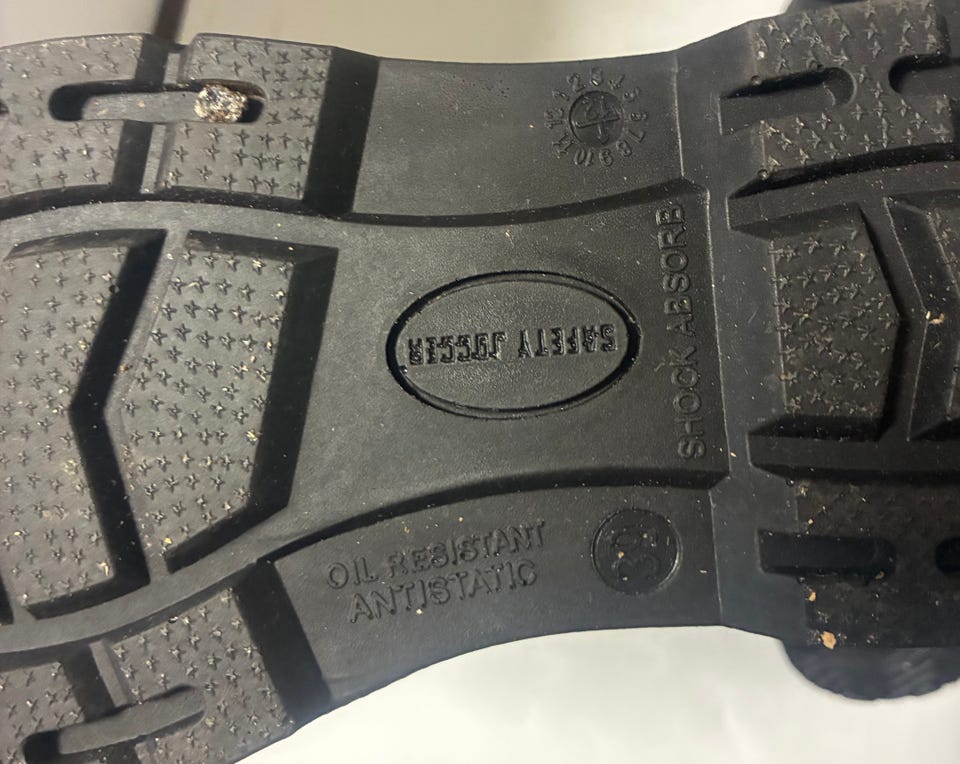 SAFETY JOGGER
SHOCK ABSORB
OIL RESISTANT
ANTISTATIC
39